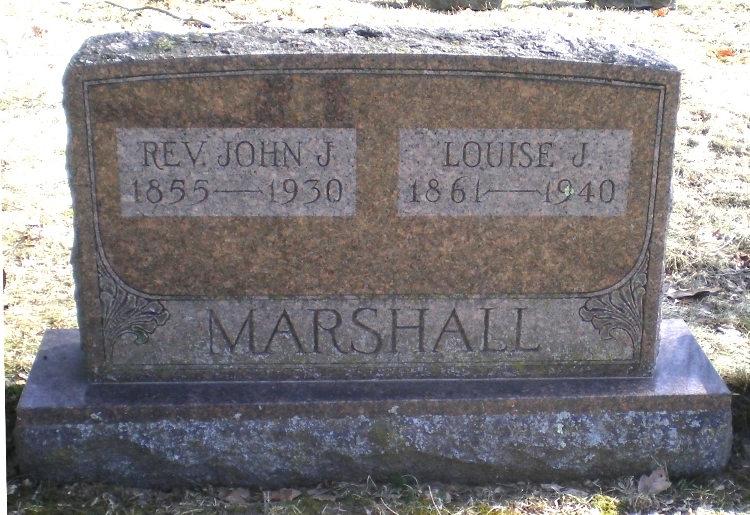 REV. JOHN J.
1855—1930
LOUISE J.
1861—1940
MARSHALL